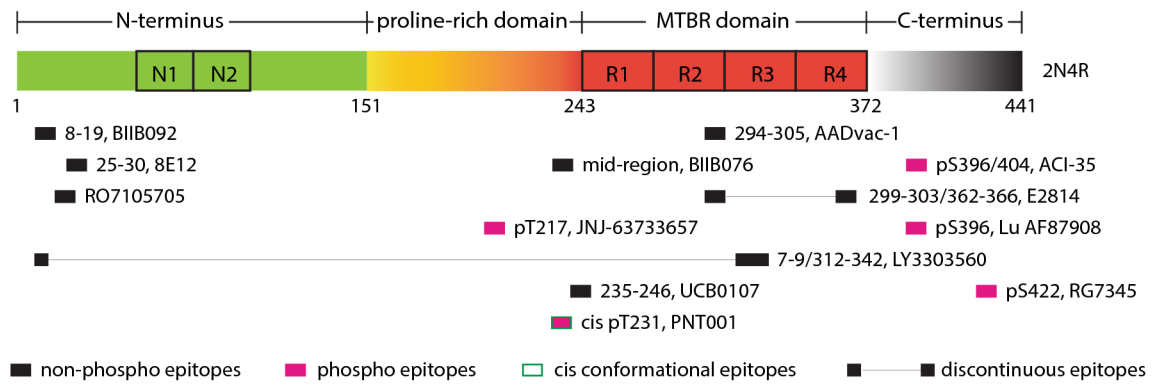 N-terminus proline-rich domain MTBR domain C-terminus
N1 N2 R1 R2 R3 R4 2N4R
1 151 243 372 441
8-19, BIIB092 294-305, AADvac-1
25-30, 8E12 mid-region, BIIB076 pS396/404, ACI-35
RO7105705 299-303/362-366, E2814
pT217, JNJ-63733657 pS396, Lu AF87908
7-9/312-342, LY3303560
235-246, UCB0107 pS422, RG7345
cis pT231, PNT001
non-phospho epitopes phospho epitopes cis conformational epitopes discontinuous epitopes